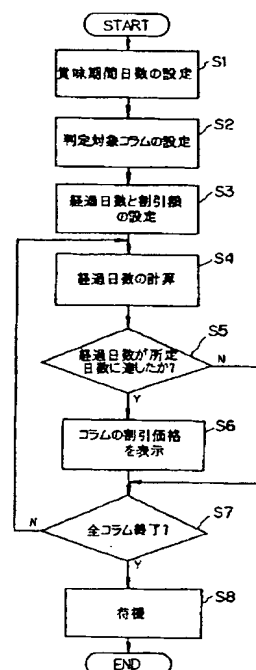 START
賞味期間日数の設定
S1
判定対象コラムの設定
S2
経過日数と割引額
の設定
S3
経過日数の計算
S4
経過日数が所定
日数に達したか?
S5
N
Y
コラムの割引価格
を表示
S6
全コラム終了?
S7
N
Y
待機
S8
END